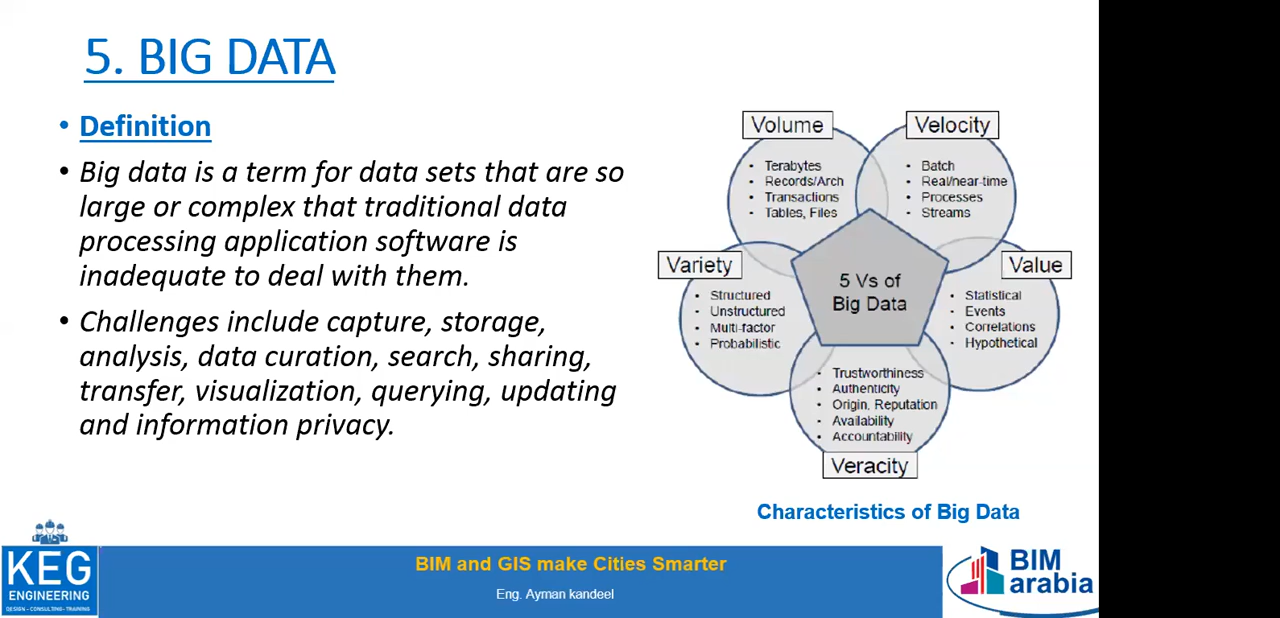 5. BIG DATA
• Definition
• Big data is a term for data sets that are so
large or complex that traditional data
processing application software is
inadequate to deal with them.
• Challenges include capture, storage,
analysis, data curation, search, sharing,
transfer, visualization, querying, updating
and information privacy.
Volume
• Terabytes
• Records/Arch
• Transactions
• Tables, Files
Velocity
• Batch
• Real/near-time
• Processes
• Streams
Variety
• Structured
• Unstructured
• Multi-factor
• Probabilistic
5 Vs of
Big Data
Value
• Statistical
• Events
• Correlations
• Hypothetical
• Trustworthiness
• Authenticity
• Origin, Reputation
• Availability
• Accountability
Veracity
Characteristics of Big Data
KEG
ENGINEERING
DESIGN - CONSULTING - TRAINING
BIM and GIS make Cities Smarter
Eng. Ayman kandeel
BIM
arabia